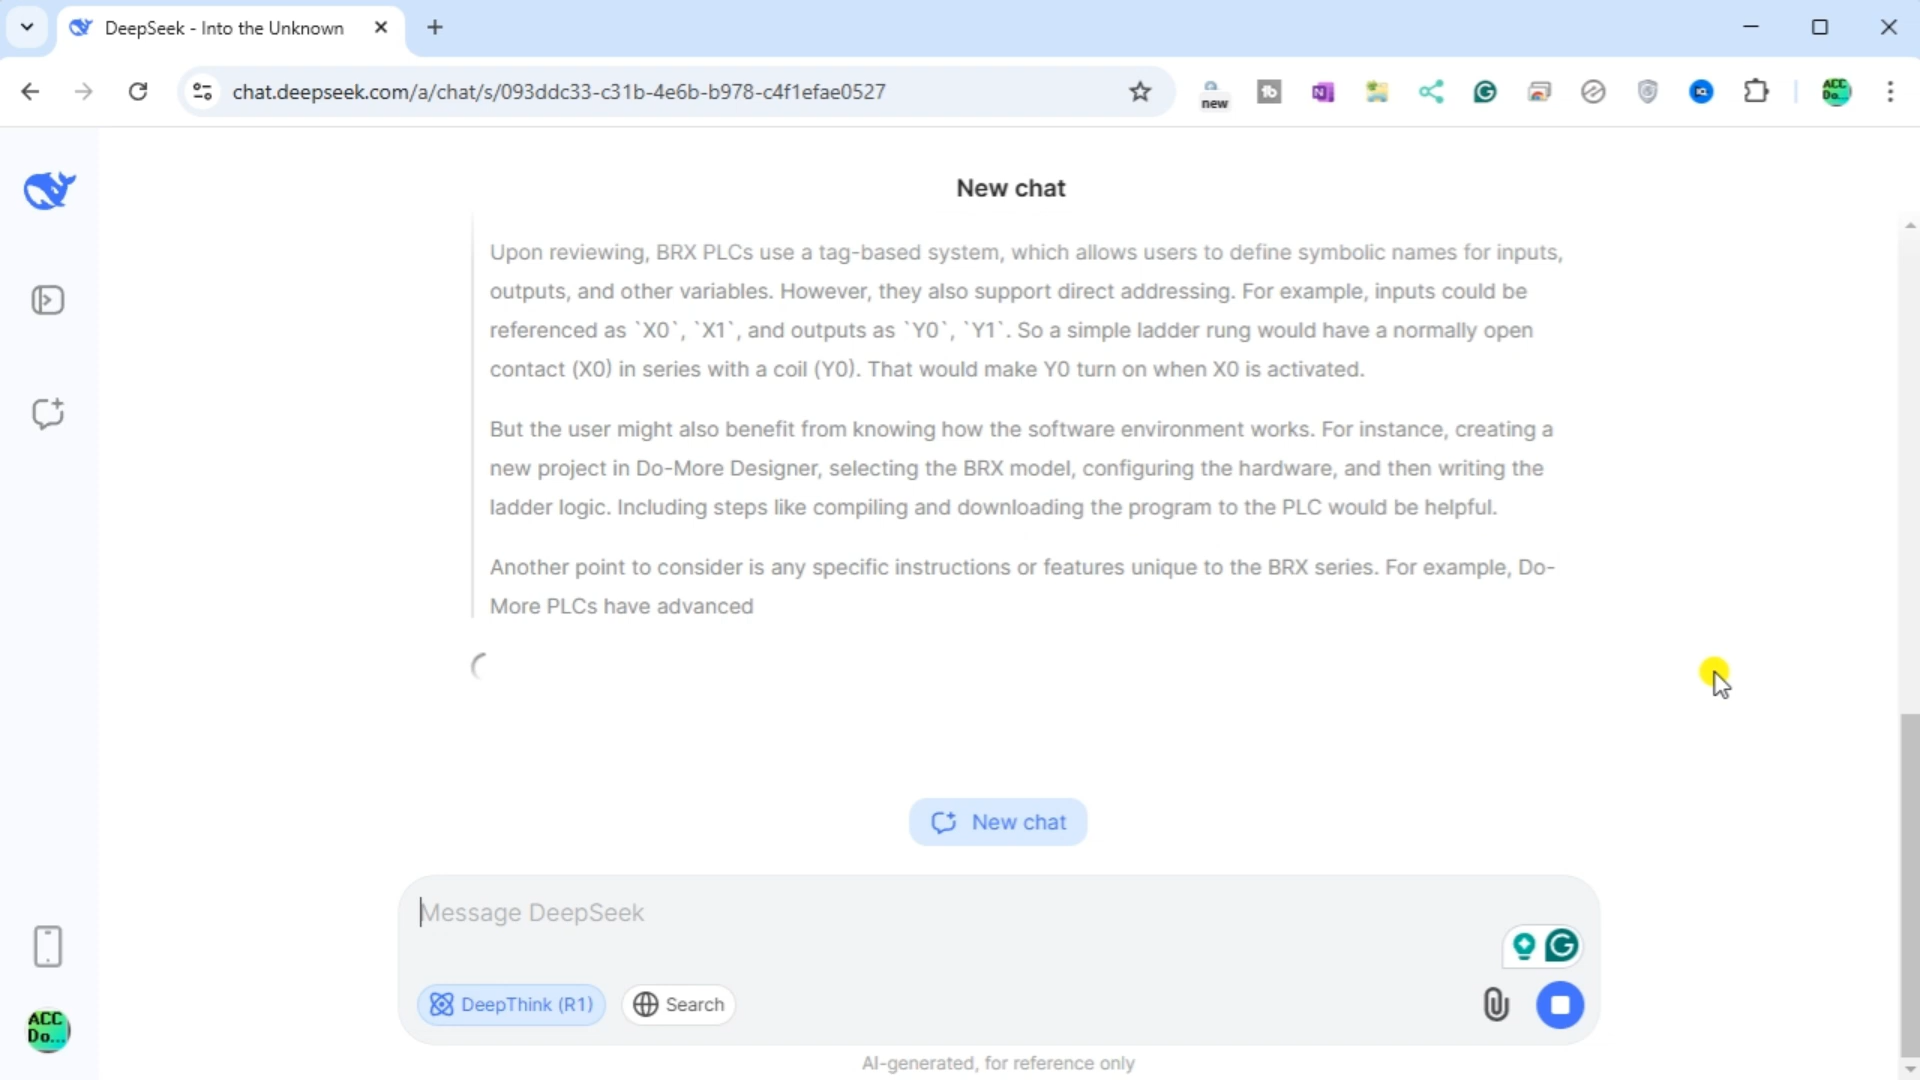 DeepSeek - Into the Unknown
chat.deepseek.com/a/chat/s/093ddc33-c31b-4e6b-b978-c4f1efae0527
new
ACC
Do...
New chat
Upon reviewing, BRX PLCs use a tag-based system, which allows users to define symbolic names for inputs,
outputs, and other variables. However, they also support direct addressing. For example, inputs could be
referenced as `X0`, `X1`, and outputs as `Y0`, `Y1`. So a simple ladder rung would have a normally open
contact (X0) in series with a coil (Y0). That would make Y0 turn on when X0 is activated.
But the user might also benefit from knowing how the software environment works. For instance, creating a
new project in Do-More Designer, selecting the BRX model, configuring the hardware, and then writing the
ladder logic. Including steps like compiling and downloading the program to the PLC would be helpful.
Another point to consider is any specific instructions or features unique to the BRX series. For example, Do-
More PLCs have advanced
New chat
Message DeepSeek
DeepThink (R1)
Search
ACC
Do...
AI-generated, for reference only